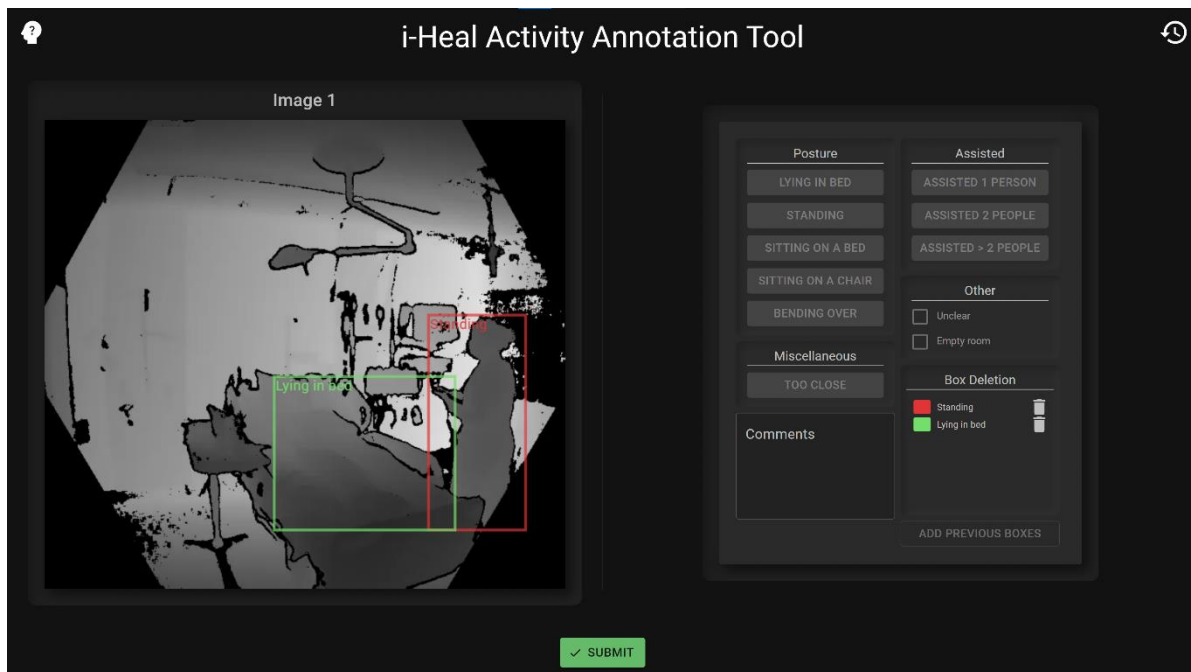 i-Heal Activity Annotation Tool
Image 1
Standing
Lying in bed
Posture
LYING IN BED
STANDING
SITTING ON A BED
SITTING ON A CHAIR
BENDING OVER
Miscellaneous
TOO CLOSE
Comments
Assisted
ASSISTED 1 PERSON
ASSISTED 2 PEOPLE
ASSISTED > 2 PEOPLE
Other
Unclear
Empty room
Box Deletion
Standing
Lying in bed
ADD PREVIOUS BOXES
SUBMIT